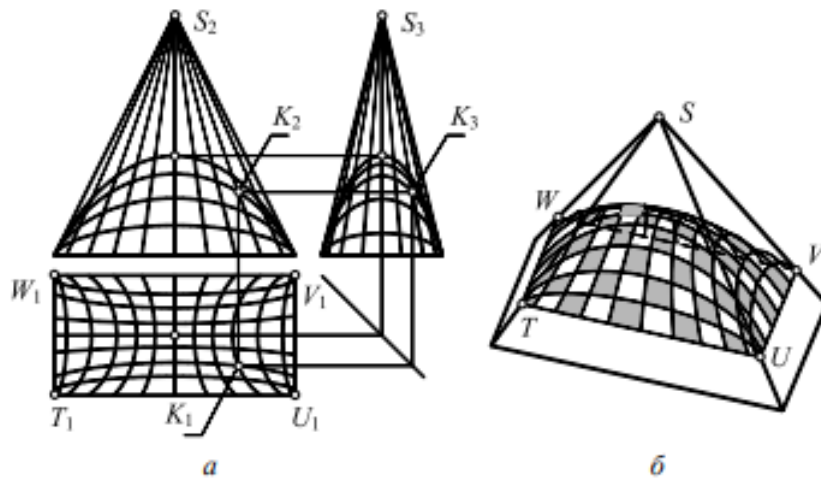 S₂
S₃
K₂
K₃
S
W
V
W₁
V₁
T
U
T₁
K₁
U₁
а
б